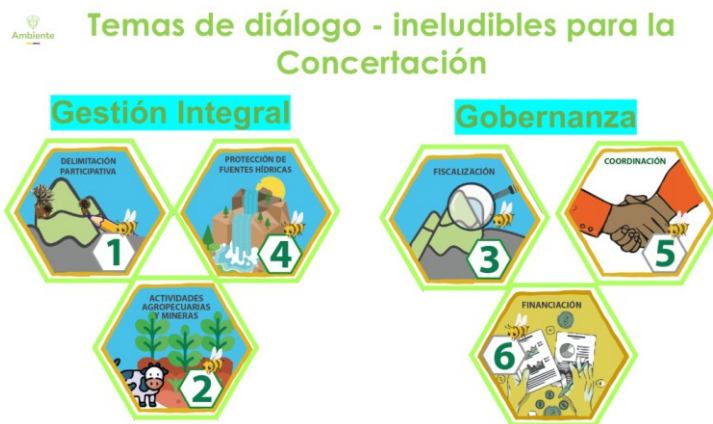 Ambiente
Temas de diálogo - ineludibles para la
Concertación
Gestión Integral
Gobernanza
DELIMITACIÓN
PARTICIPATIVA
1
PROTECCIÓN DE
FUENTES HÍDRICAS
4
ACTIVIDADES
AGROPECUARIAS
Y MINERAS
2
FISCALIZACIÓN
3
COORDINACIÓN
5
FINANCIACIÓN
6